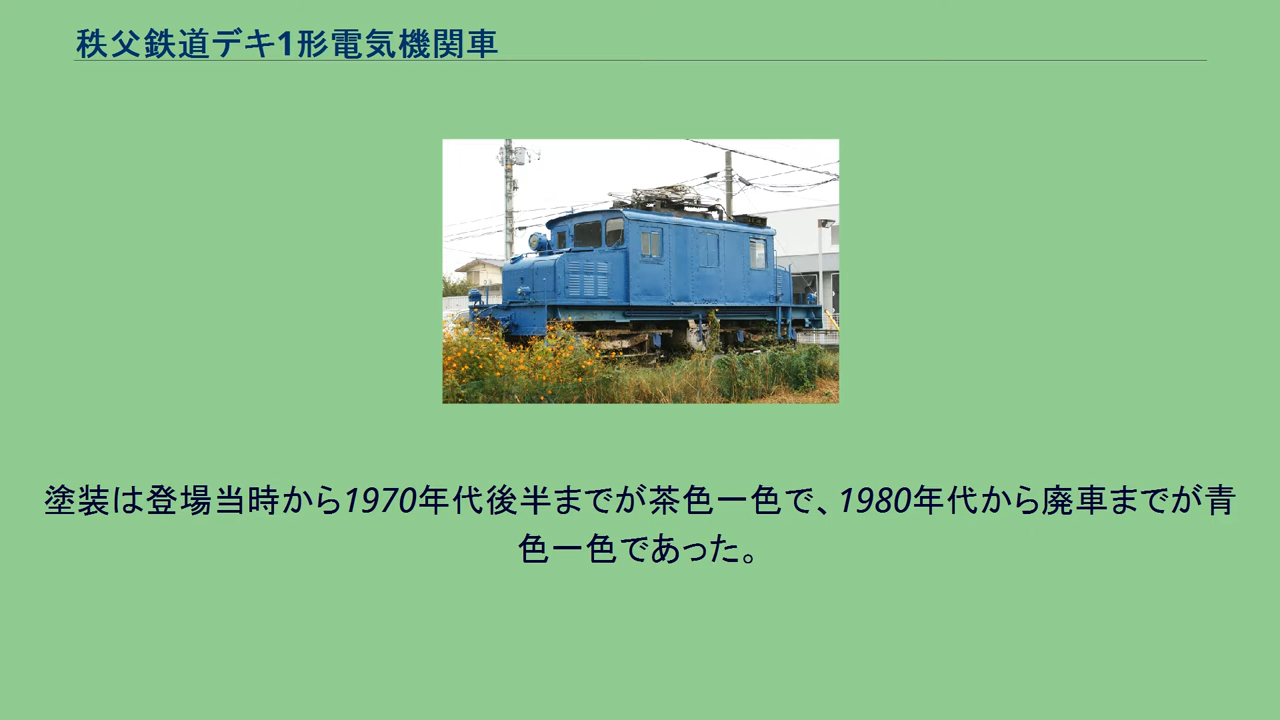 秩父鉄道デキ1形電気機関車
塗装は登場当時から1970年代後半までが茶色一色で、1980年代から廃車までが青
色一色であった。